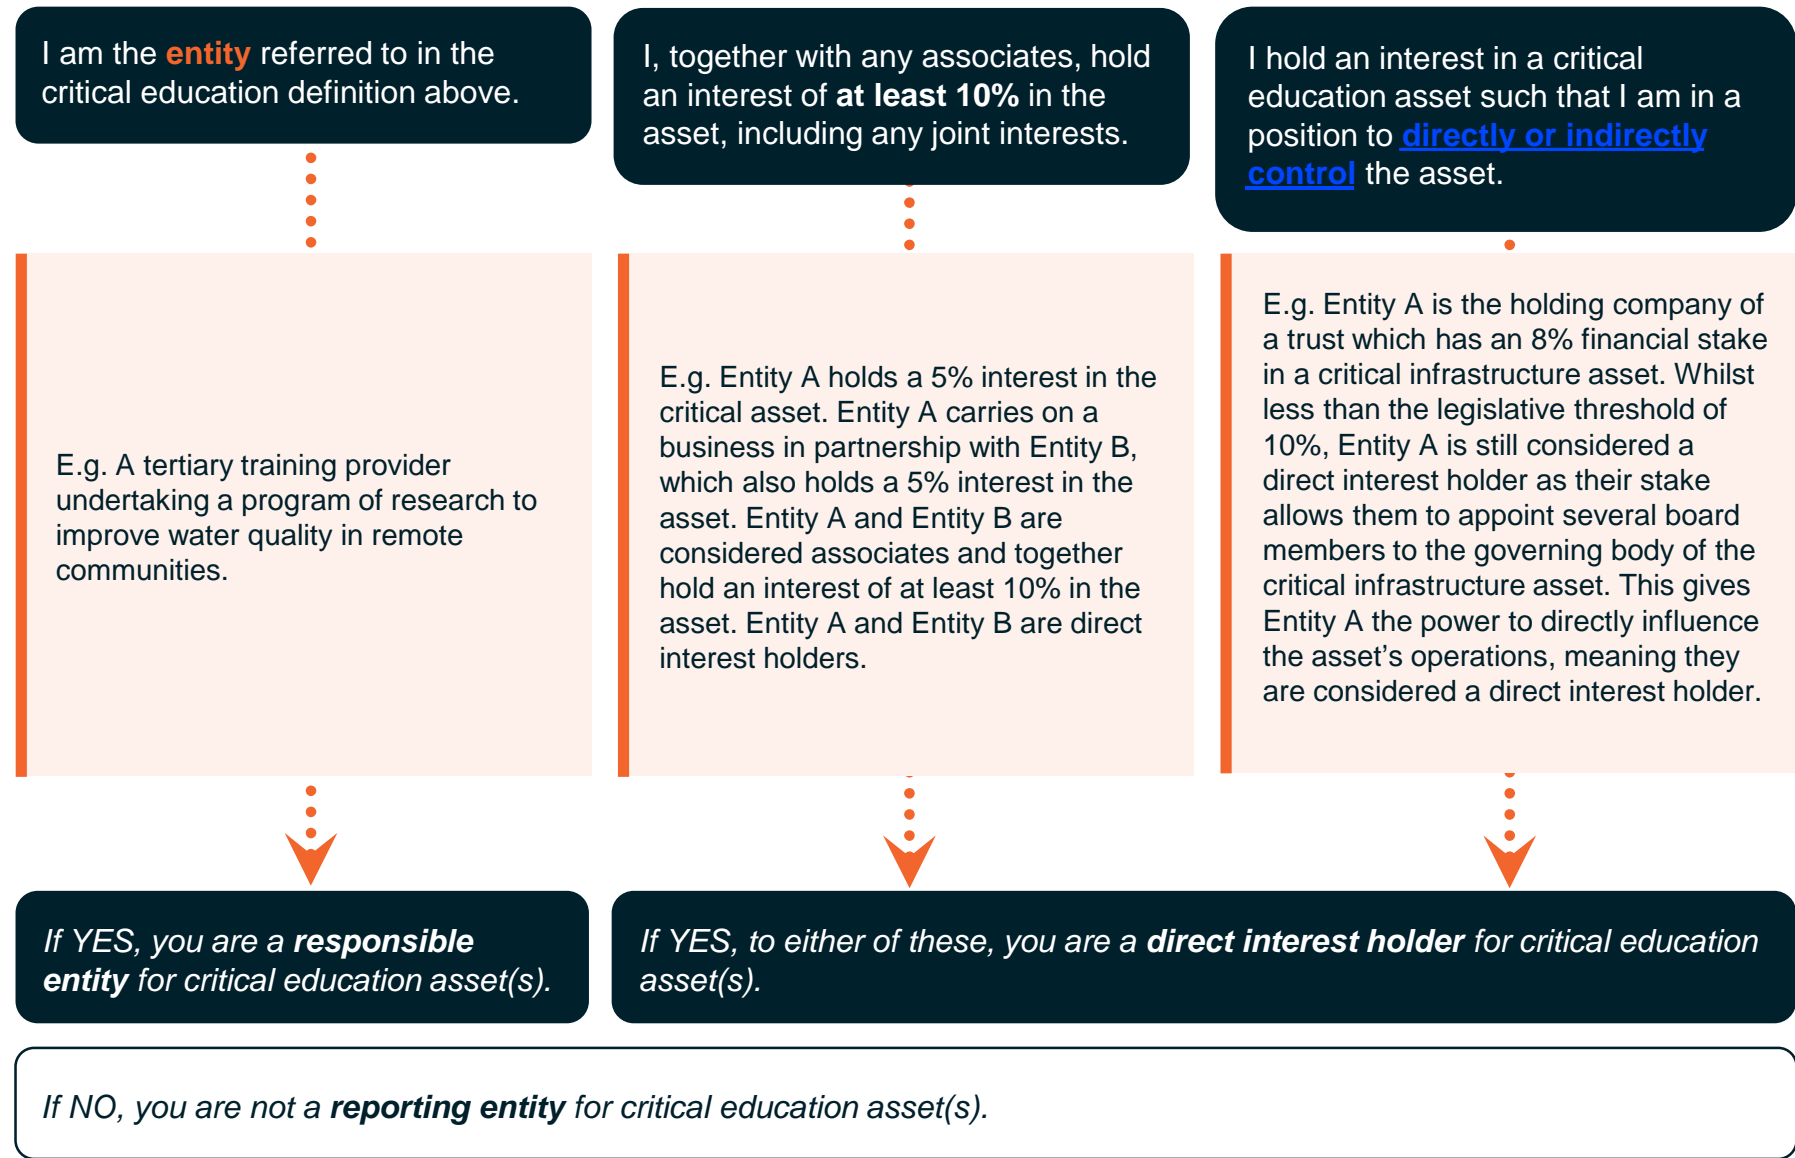 I am the entity referred to in the
critical education definition above.
I, together with any associates, hold
an interest of at least 10% in the
asset, including any joint interests.
I hold an interest in a critical
education asset such that I am in a
position to directly or indirectly
control the asset.
E.g. A tertiary training provider
undertaking a program of research to
improve water quality in remote
communities.
E.g. Entity A holds a 5% interest in the
critical asset. Entity A carries on a
business in partnership with Entity B,
which also holds a 5% interest in the
asset. Entity A and Entity B are
considered associates and together
hold an interest of at least 10% in the
asset. Entity A and Entity B are direct
interest holders.
E.g. Entity A is the holding company of
a trust which has an 8% financial stake
in a critical infrastructure asset. Whilst
less than the legislative threshold of
10%, Entity A is still considered a
direct interest holder as their stake
allows them to appoint several board
members to the governing body of the
critical infrastructure asset. This gives
Entity A the power to directly influence
the asset’s operations, meaning they
are considered a direct interest holder.
If YES, you are a responsible
entity for critical education asset(s).
If YES, to either of these, you are a direct interest holder for critical education
asset(s).
If NO, you are not a reporting entity for critical education asset(s).